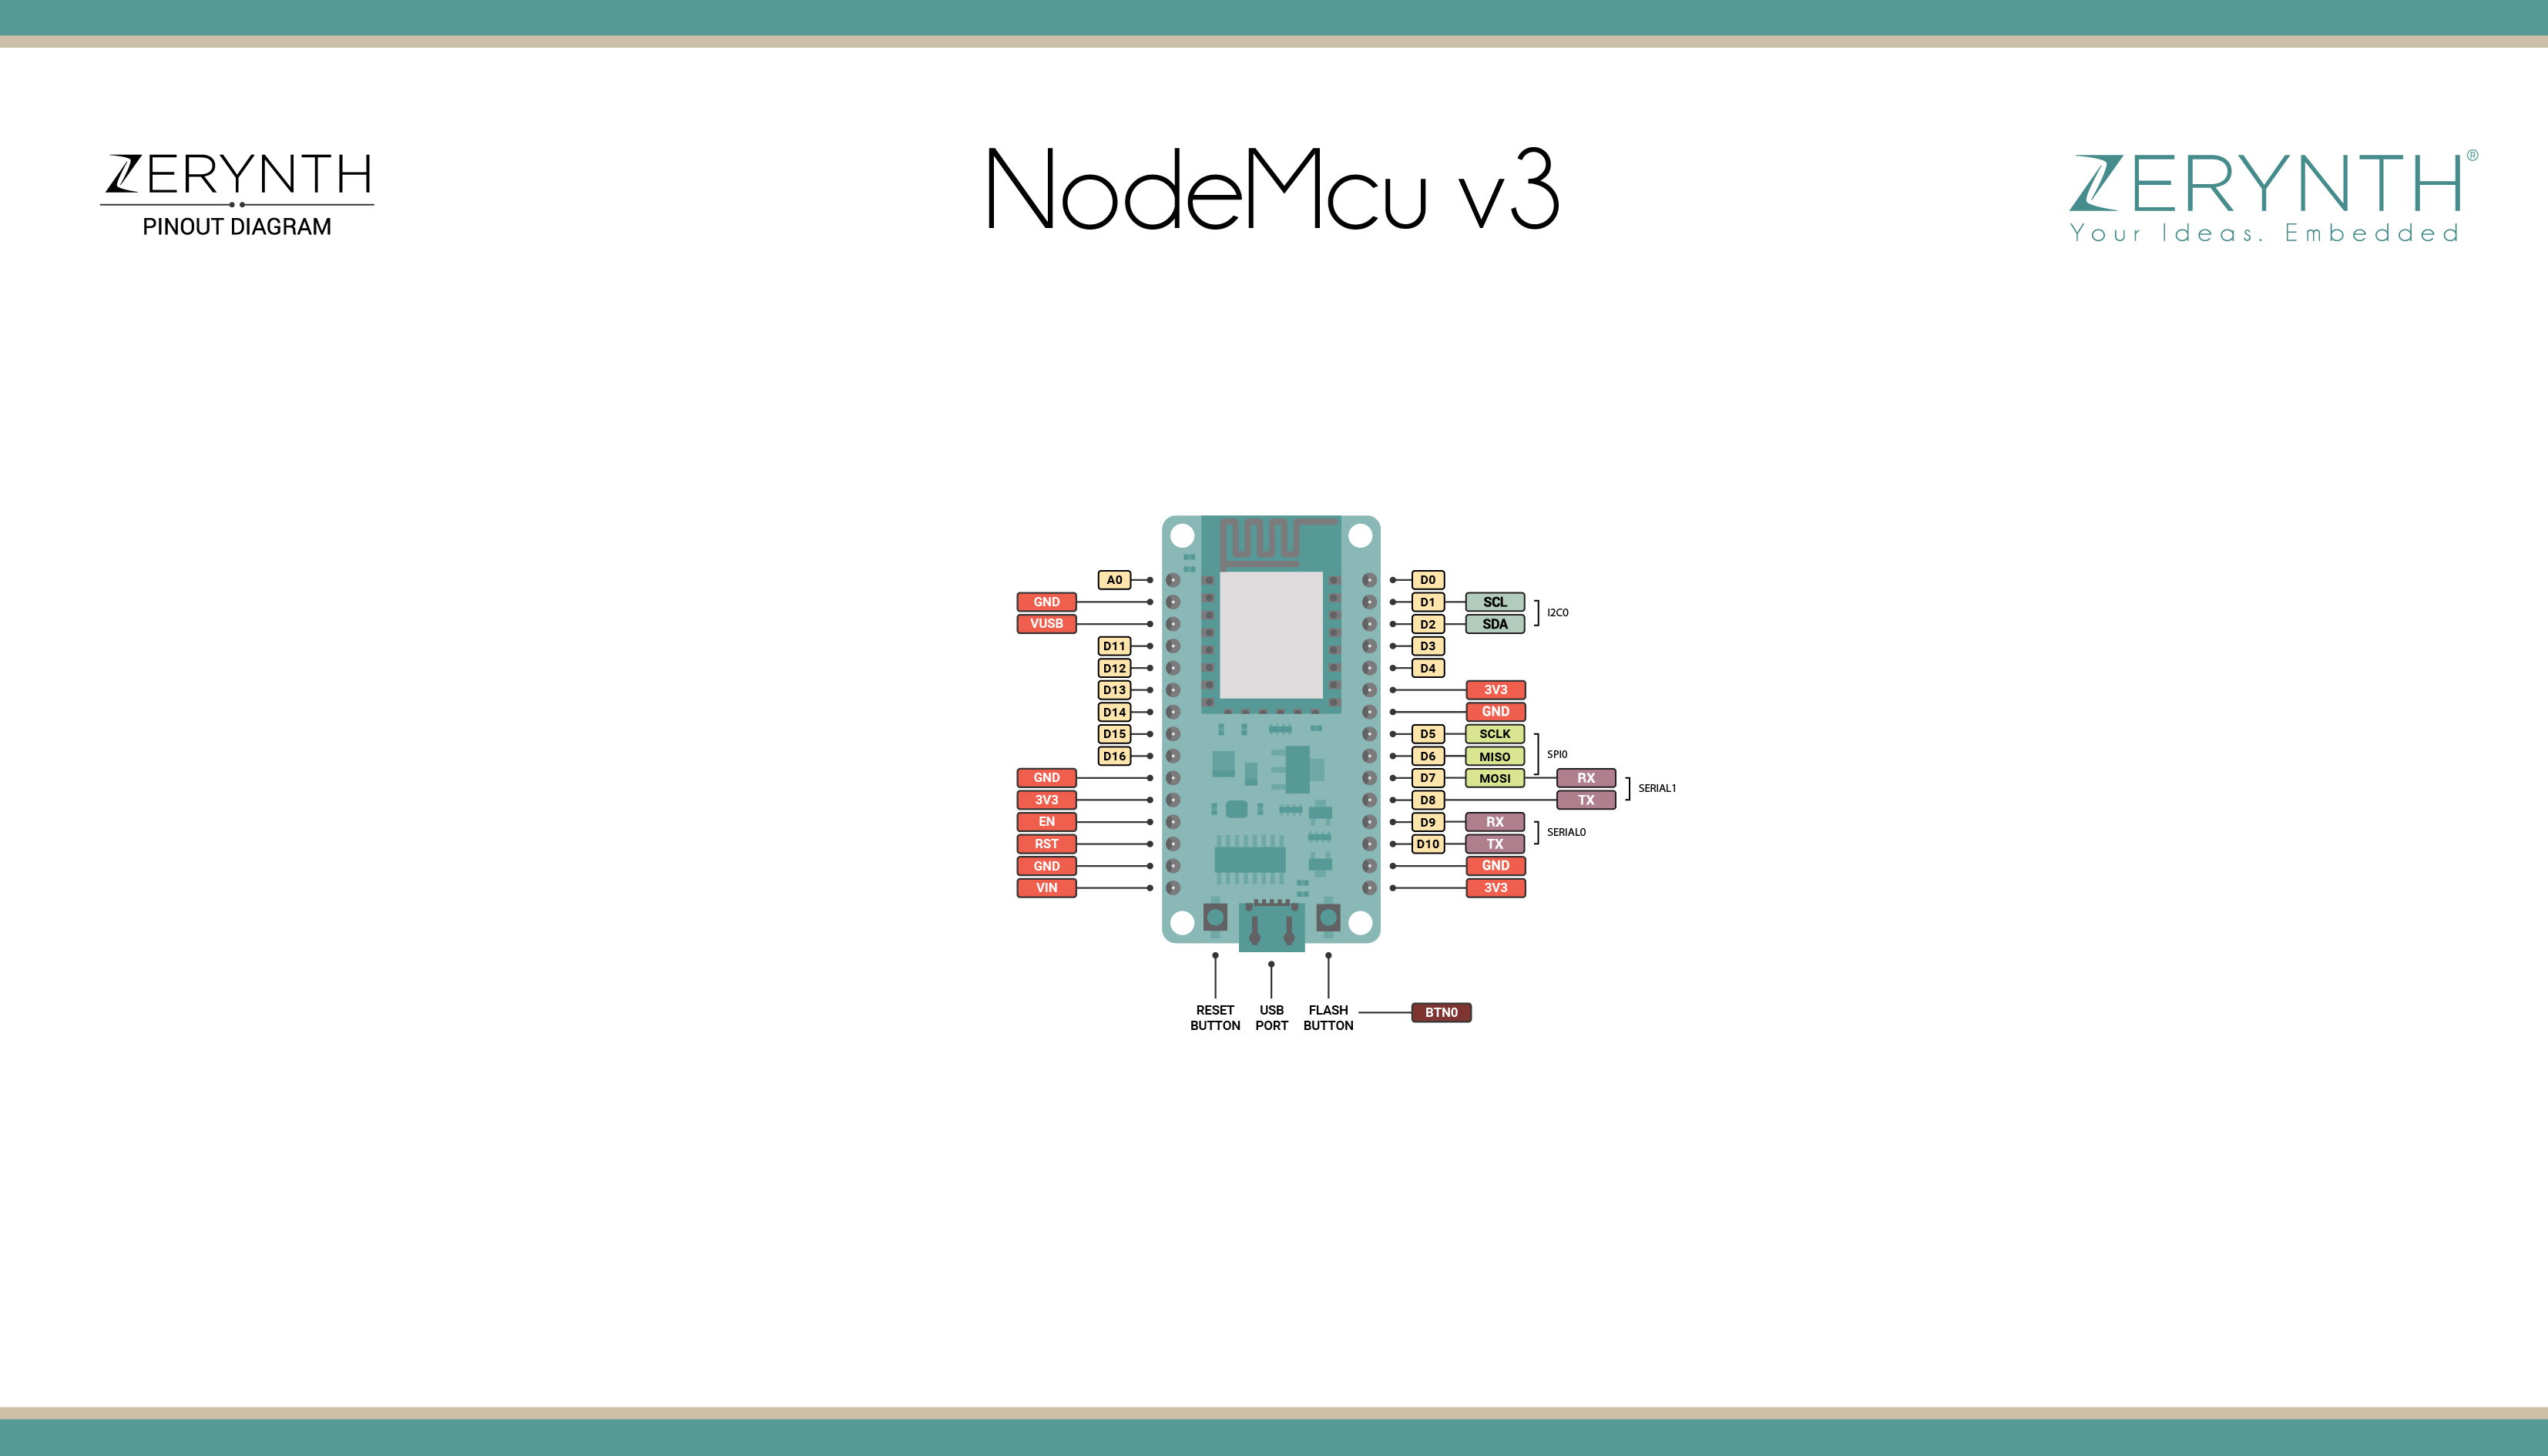 ZERYNTH
PINOUT DIAGRAM
NodeMcu v3
ZERYNTH®
Your Ideas. Embedded
A0
GND
VUSB
D11
D12
D13
D14
D15
D16
GND
3V3
EN
RST
GND
VIN
D0
D1 SCL
I2C0
D2 SDA
D3
D4
3V3
GND
D5 SCLK
D6 MISO SPI0
D7 MOSI RX
SERIAL1
D8 TX
D9 RX
SERIAL0
D10 TX
GND
3V3
RESET BUTTON
USB PORT
FLASH BUTTON
BTN0